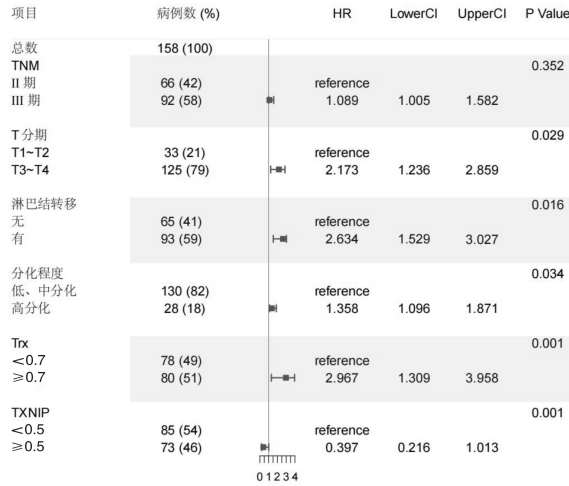 项目 病例数 (%) HR LowerCI UpperCI P Value
总数 158 (100)
TNM 0.352
II 期 66 (42) reference
III 期 92 (58) 1.089 1.005 1.582
T 分期 0.029
T1~T2 33 (21) reference
T3~T4 125 (79) 2.173 1.236 2.859
淋巴结转移 0.016
无 65 (41) reference
有 93 (59) 2.634 1.529 3.027
分化程度 0.034
低、中分化 130 (82) reference
高分化 28 (18) 1.358 1.096 1.871
Trx 0.001
<0.7 78 (49) reference
≥0.7 80 (51) 2.967 1.309 3.958
TXNIP 0.001
<0.5 85 (54) reference
≥0.5 73 (46) 0.397 0.216 1.013
0 1 2 3 4